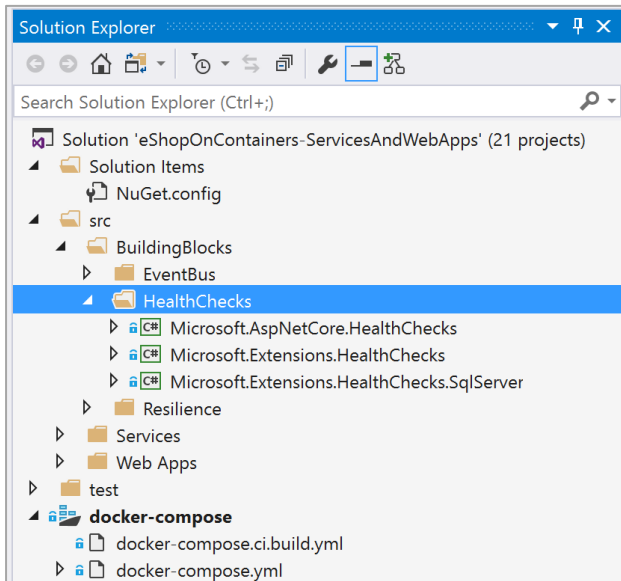 Solution Explorer
Search Solution Explorer (Ctrl+;)
Solution 'eShopOnContainers-ServicesAndWebApps' (21 projects)
Solution Items
NuGet.config
src
BuildingBlocks
EventBus
HealthChecks
C# Microsoft.AspNetCore.HealthChecks
C# Microsoft.Extensions.HealthChecks
C# Microsoft.Extensions.HealthChecks.SqlServer
Resilience
Services
Web Apps
test
docker-compose
docker-compose.ci.build.yml
docker-compose.yml